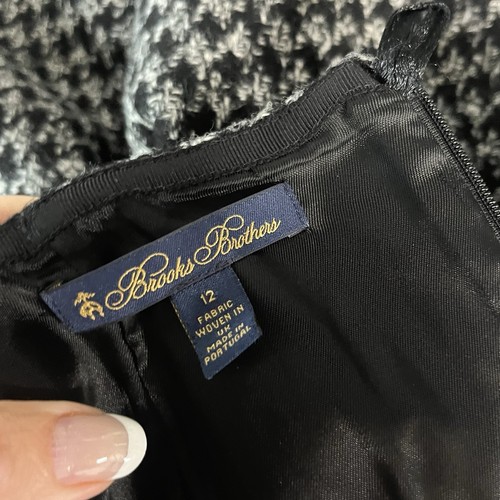 Brooks Brothers
12
FABRIC
WOVEN IN
UK
MADE IN
PORTUGAL